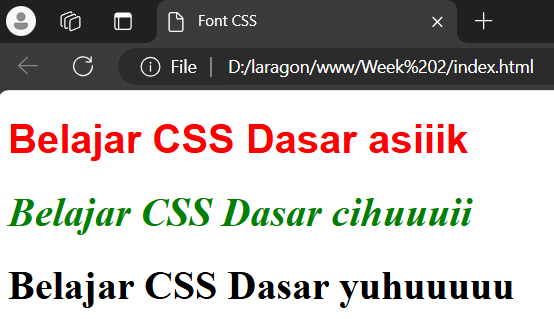 Font CSS
File | D:/laragon/www/Week%202/index.html
Belajar CSS Dasar asiiik
Belajar CSS Dasar cihuuuii
Belajar CSS Dasar yuhuuuuu